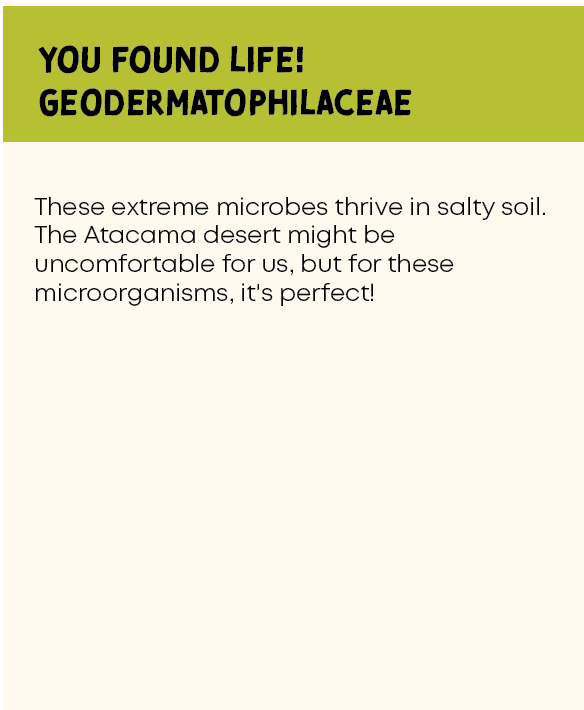 YOU FOUND LIFE!
GEODERMATOPHILACEAE
These extreme microbes thrive in salty soil.
The Atacama desert might be
uncomfortable for us, but for these
microorganisms, it's perfect!